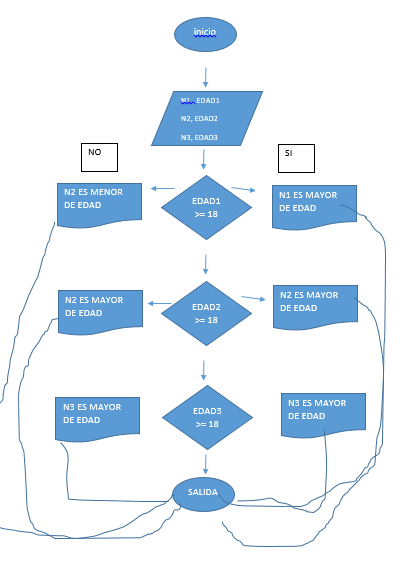 inicio
N1, EDAD1
N2, EDAD2
N3, EDAD3
NO
SI
N2 ES MENOR
DE EDAD
EDAD1
>= 18
N1 ES MAYOR
DE EDAD
N2 ES MAYOR
DE EDAD
EDAD2
>= 18
N2 ES MAYOR
DE EDAD
N3 ES MAYOR
DE EDAD
EDAD3
>= 18
N3 ES MAYOR
DE EDAD
SALIDA